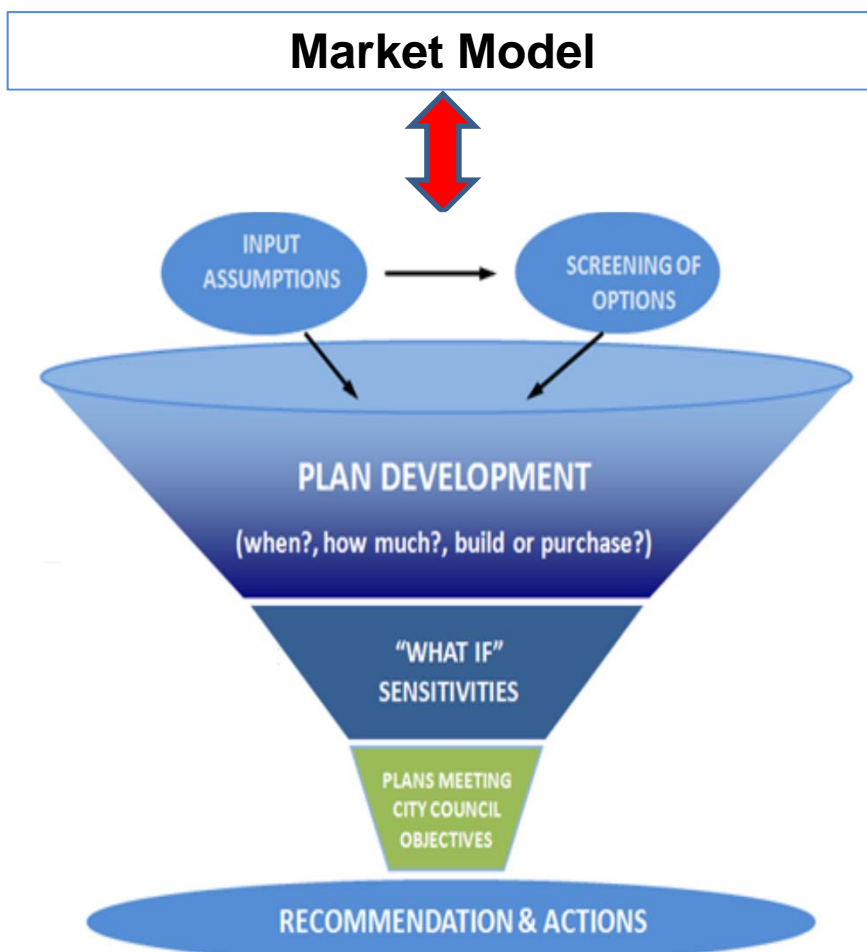 Market Model
INPUT
ASSUMPTIONS
SCREENING OF
OPTIONS
PLAN DEVELOPMENT
(when?, how much?, build or purchase?)
“WHAT IF”
SENSITIVITIES
PLANS MEETING
CITY COUNCIL
OBJECTIVES
RECOMMENDATION & ACTIONS